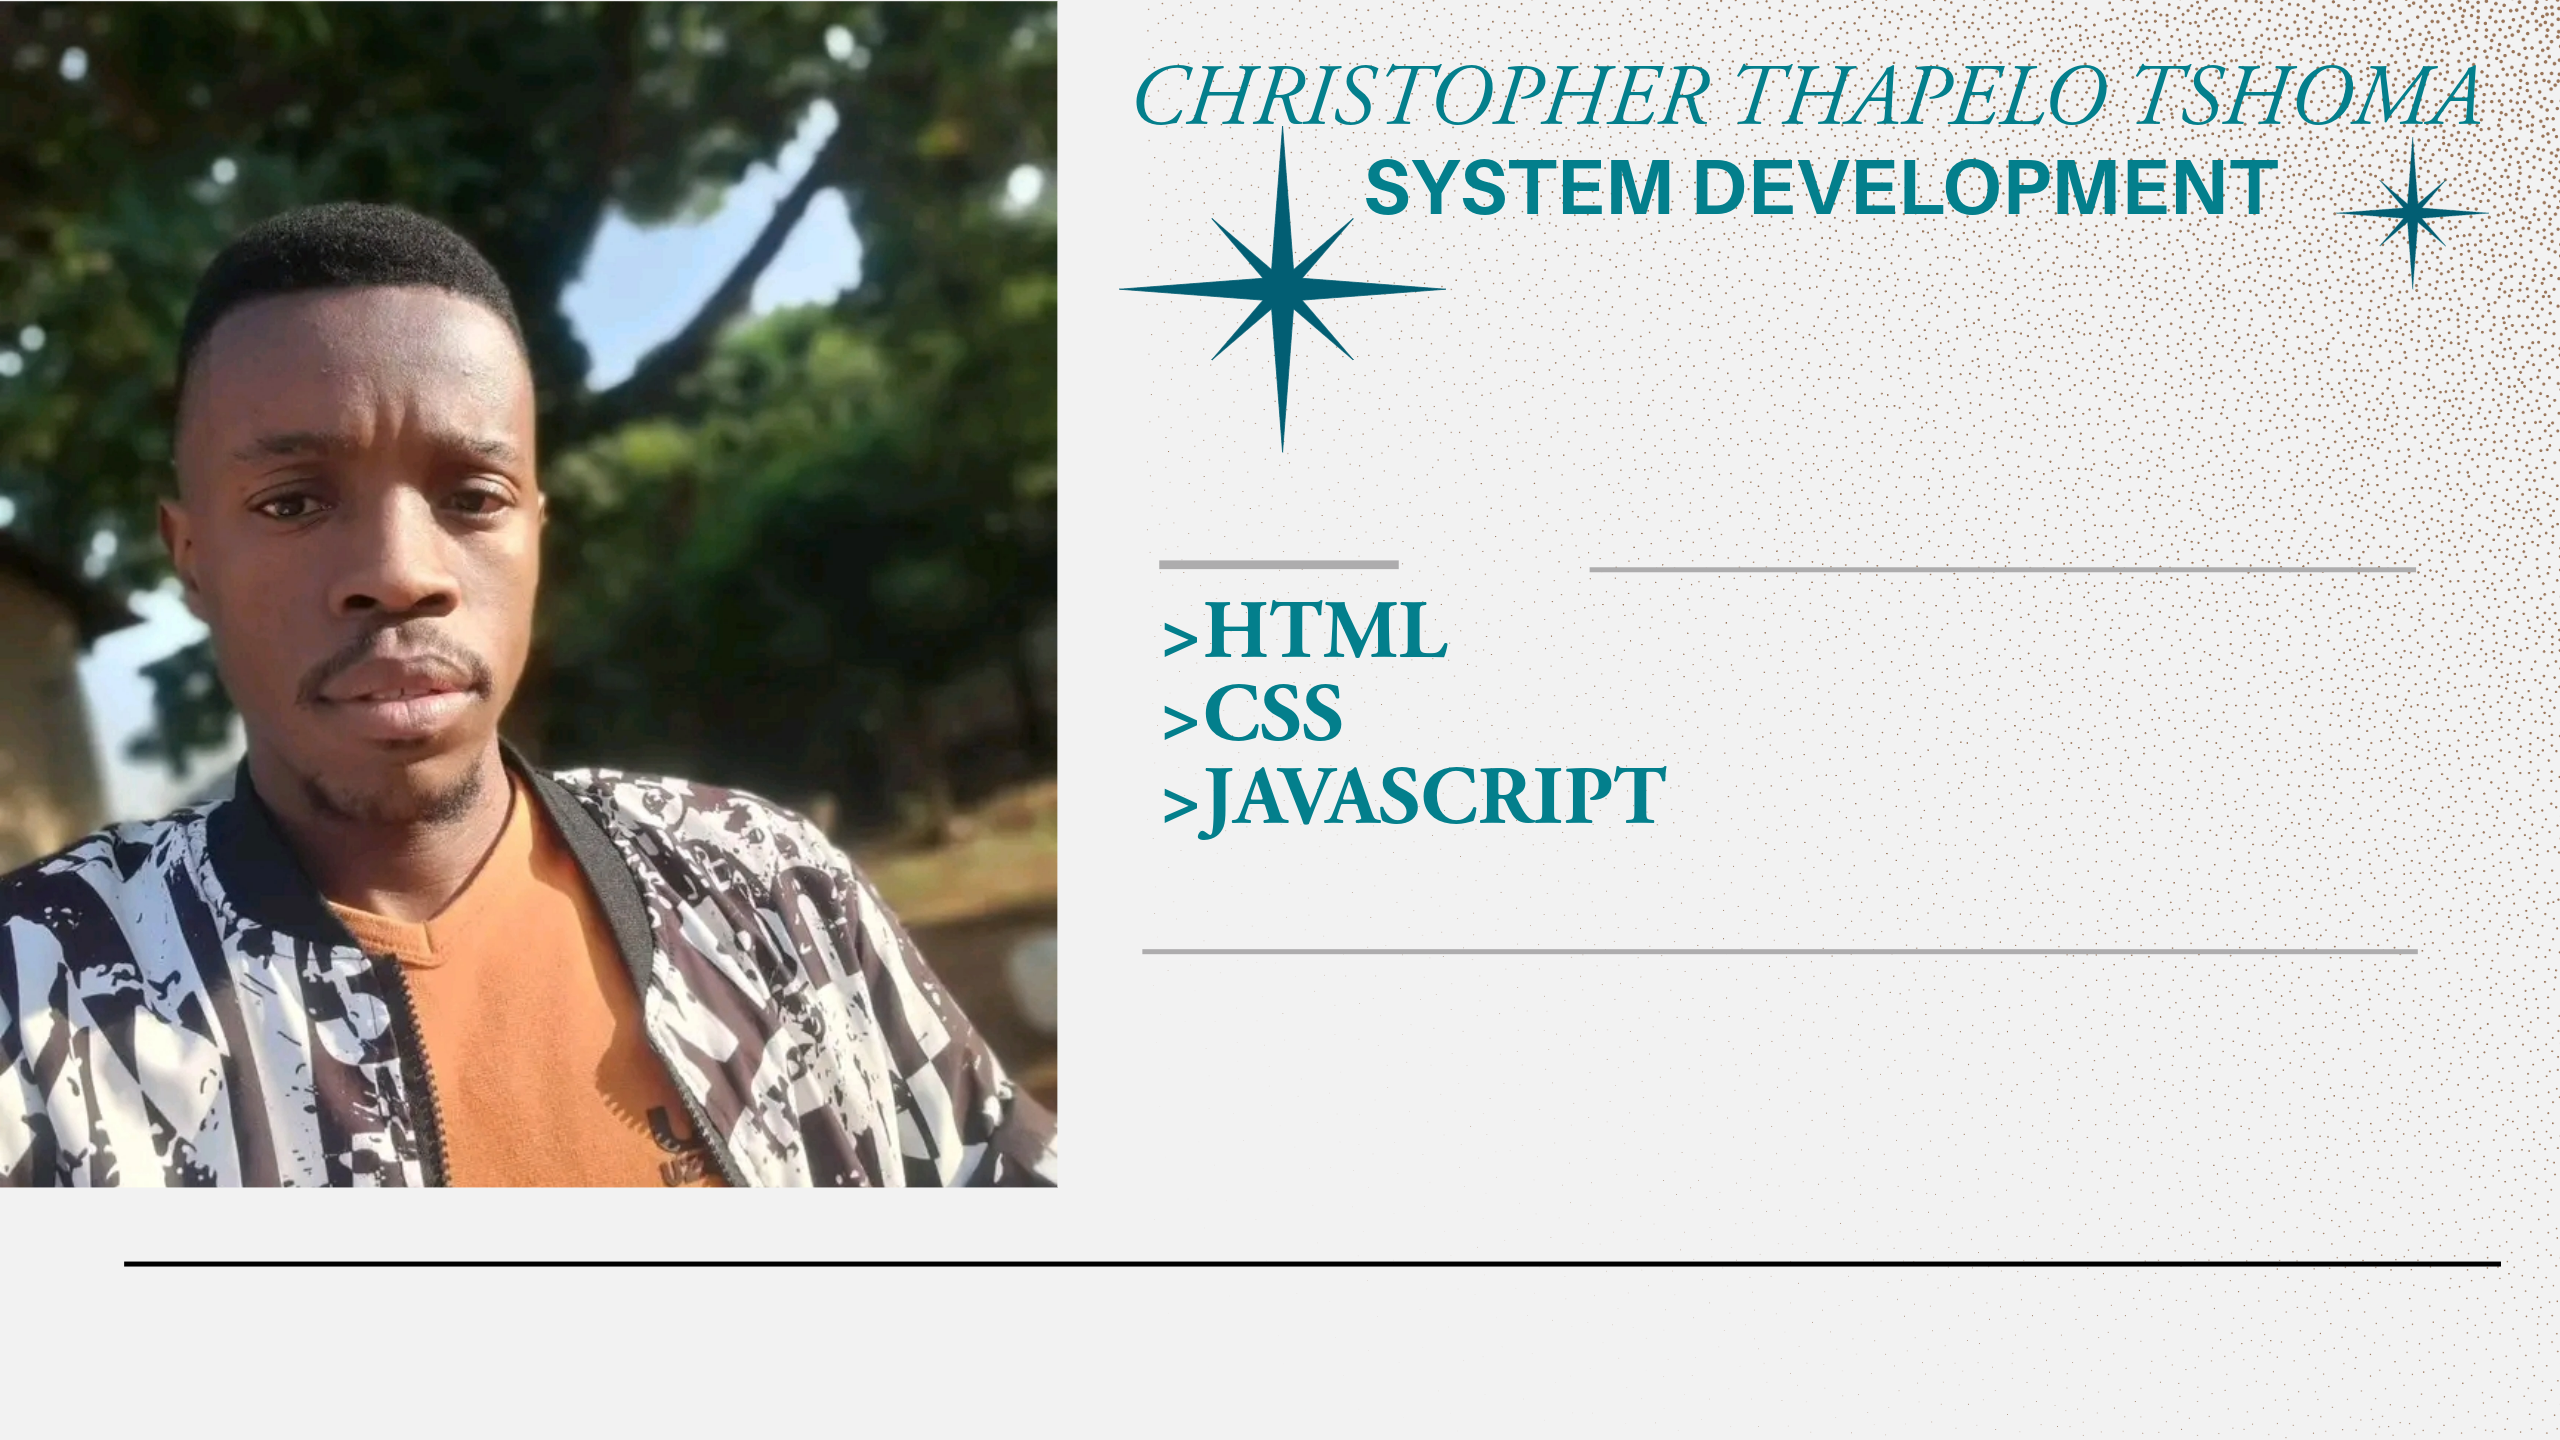 CHRISTOPHER THAPELO TSHOMA
SYSTEM DEVELOPMENT
>HTML
>CSS
>JAVASCRIPT